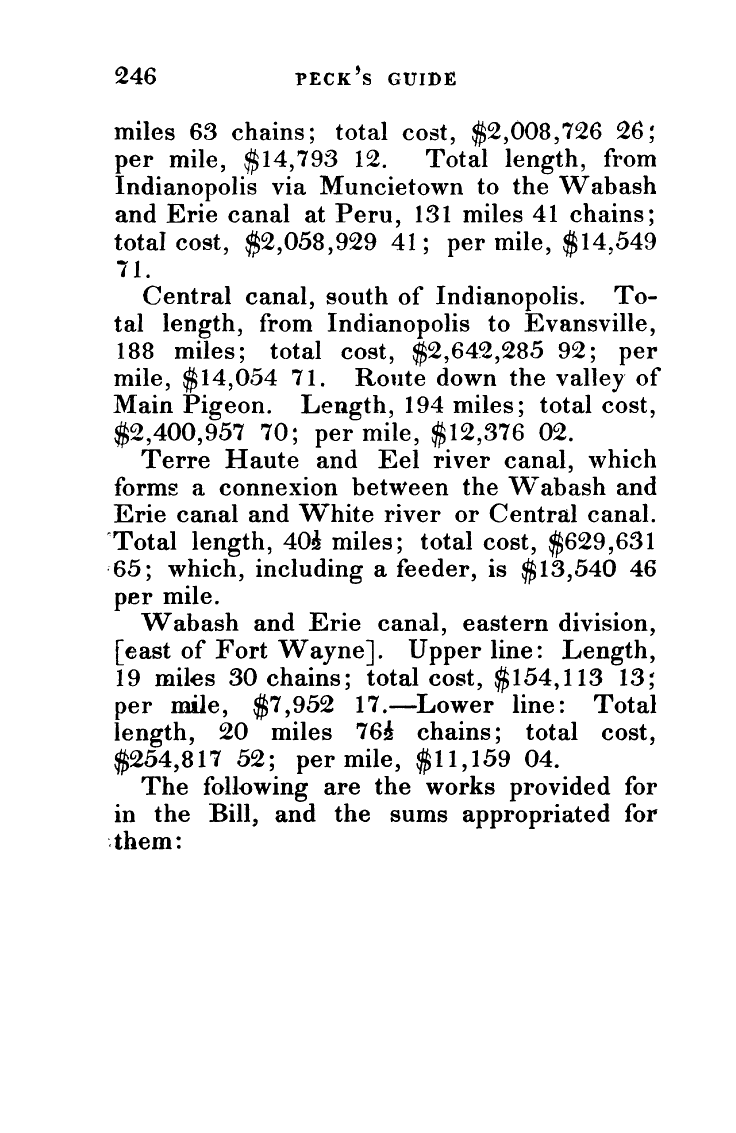 246 PECK'S GUIDE
miles 63 chains; total cost, $2,008,726 26;
per mile, $14,793 12. Total length, from
Indianopolis via Muncietown to the Wabash
and Erie canal at Peru, 131 miles 41 chains;
total cost, $2,058,929 41; per mile, $14,549
71.
Central canal, south of Indianopolis. To-
tal length, from Indianopolis to Evansville,
188 miles; total cost, $2,642,285 92; per
mile, $14,054 71. Route down the valley of
Main Pigeon. Length, 194 miles; total cost,
$2,400,957 70; per mile, $12,376 02.
Terre Haute and Eel river canal, which
forms a connexion between the Wabash and
Erie canal and White river or Central canal.
Total length, 40½ miles; total cost, $629,631
65; which, including a feeder, is $13,540 46
per mile.
Wabash and Erie canal, eastern division,
[east of Fort Wayne]. Upper line: Length,
19 miles 30 chains; total cost, $154,113 13;
per mile, $7,952 17.—Lower line: Total
length, 20 miles 76½ chains; total cost,
$254,817 52; per mile, $11,159 04.
The following are the works provided for
in the Bill, and the sums appropriated for
them: